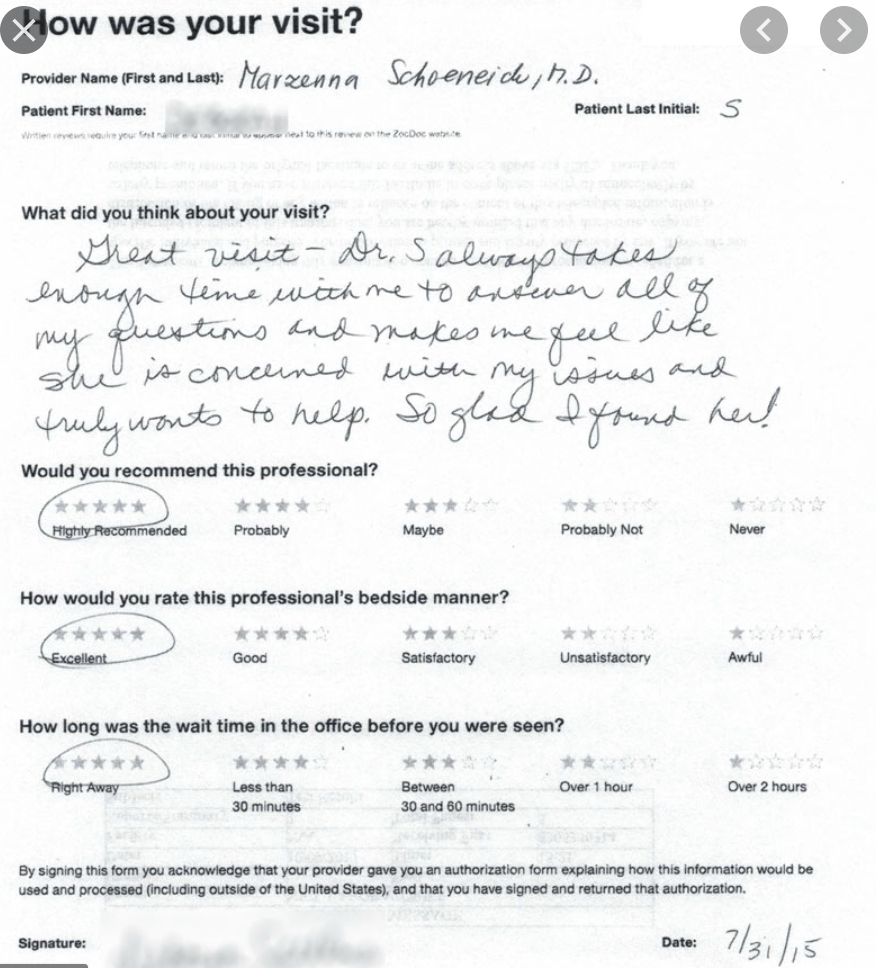 How was your visit?
Provider Name (First and Last): Marzenna Schoeneich, M.D.
Patient First Name:
Patient Last Initial: S
Written reviews require your first name and last initial to appear next to this review on the ZocDoc website.
What did you think about your visit?
Great visit - Dr. S always takes
enough time with me to answer all of
my questions and makes me feel like
she is concerned with my issues and
truly wants to help. So glad I found her!
Would you recommend this professional?
Highly Recommended Probably Maybe Probably Not Never
How would you rate this professional's bedside manner?
Excellent Good Satisfactory Unsatisfactory Awful
How long was the wait time in the office before you were seen?
Right Away Less than Between Over 1 hour Over 2 hours
30 minutes 30 and 60 minutes
By signing this form you acknowledge that your provider gave you an authorization form explaining how this information would be
used and processed (including outside of the United States), and that you have signed and returned that authorization.
Signature:
Date: 7/31/15